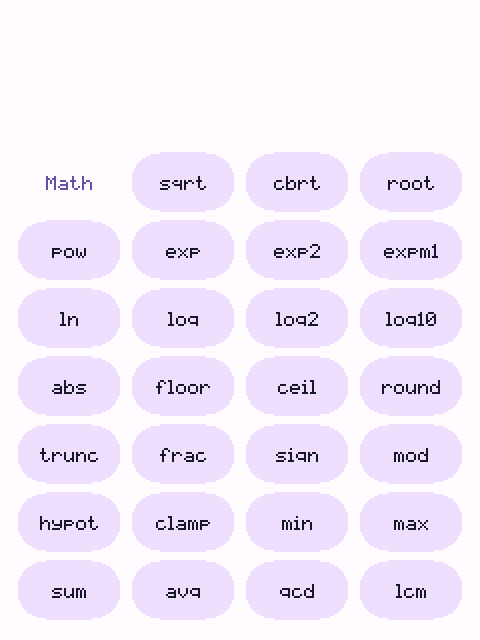 Math sqrt cbrt root
pow exp exp2 expm1
ln log log2 log10
abs floor ceil round
trunc frac sign mod
hypot clamp min max
sum avg gcd lcm